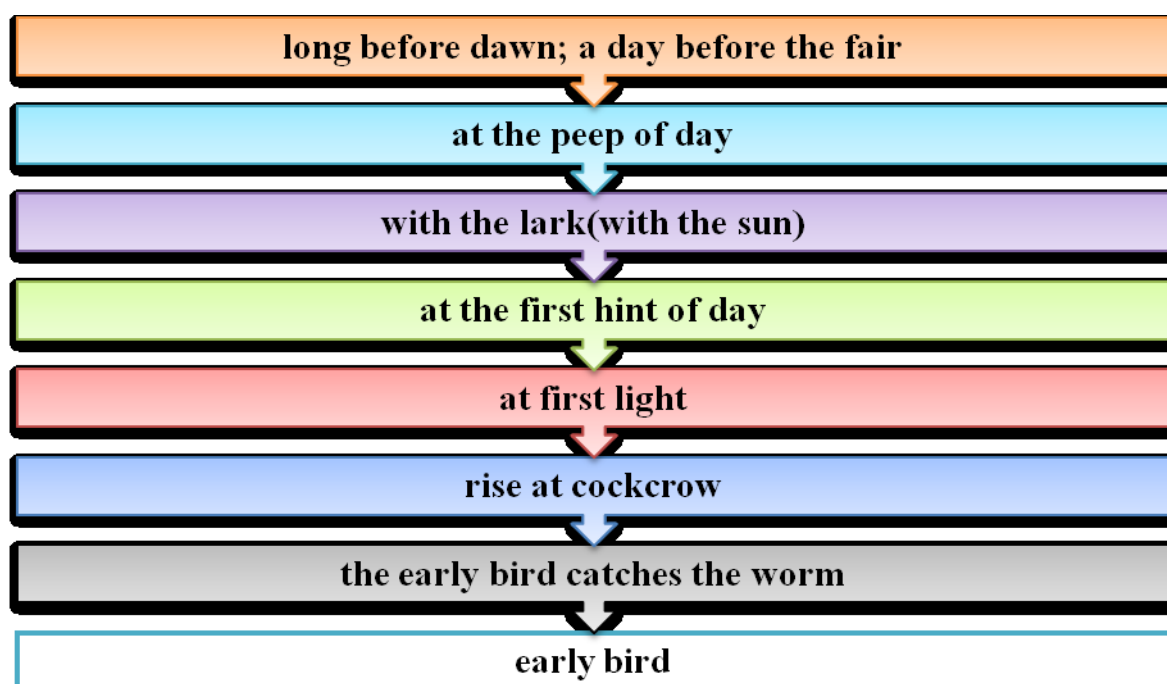 long before dawn; a day before the fair
at the peep of day
with the lark(with the sun)
at the first hint of day
at first light
rise at cockcrow
the early bird catches the worm
early bird